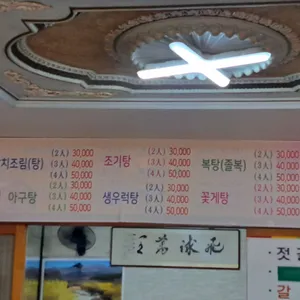 (2人) 30,000 (2人) 30,000 (2人) 30,000
치조림(탕) (3人) 40,000 조기탕 (3人) 40,000 복탕(졸복) (3人) 40,000
(4人) 50,000 (4人) 50,000 (4人) 50,000
(2人) 30,000 (2人) 30,000 (2人) 30,000
아구탕 (3人) 40,000 생우럭탕 (3人) 40,000 꽃게탕 (3人) 40,000
(4人) 50,000 (4人) 50,000 (4人) 50,000
· 젓
· 갈